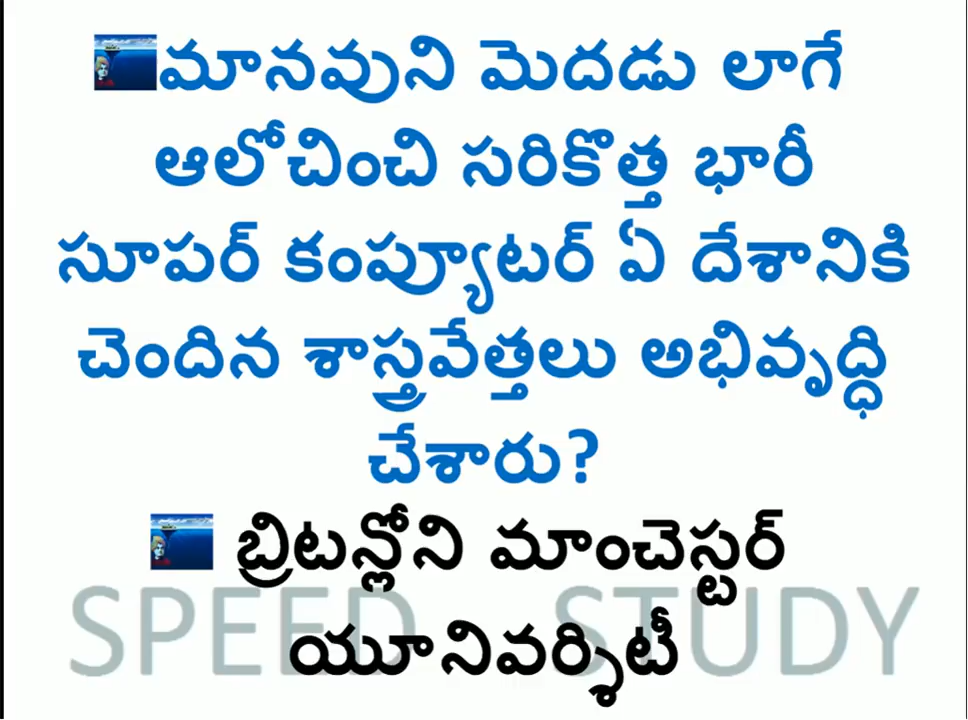 మానవుని మెదడు లాగే
ఆలోచించి సరికొత్త భారీ
సూపర్ కంప్యూటర్ ఏ దేశానికి
చెందిన శాస్త్రవేత్తలు అభివృద్ధి
చేశారు?
బ్రిటన్లోని మాంచెస్టర్
SPEED STUDY
యూనివర్శిటీ